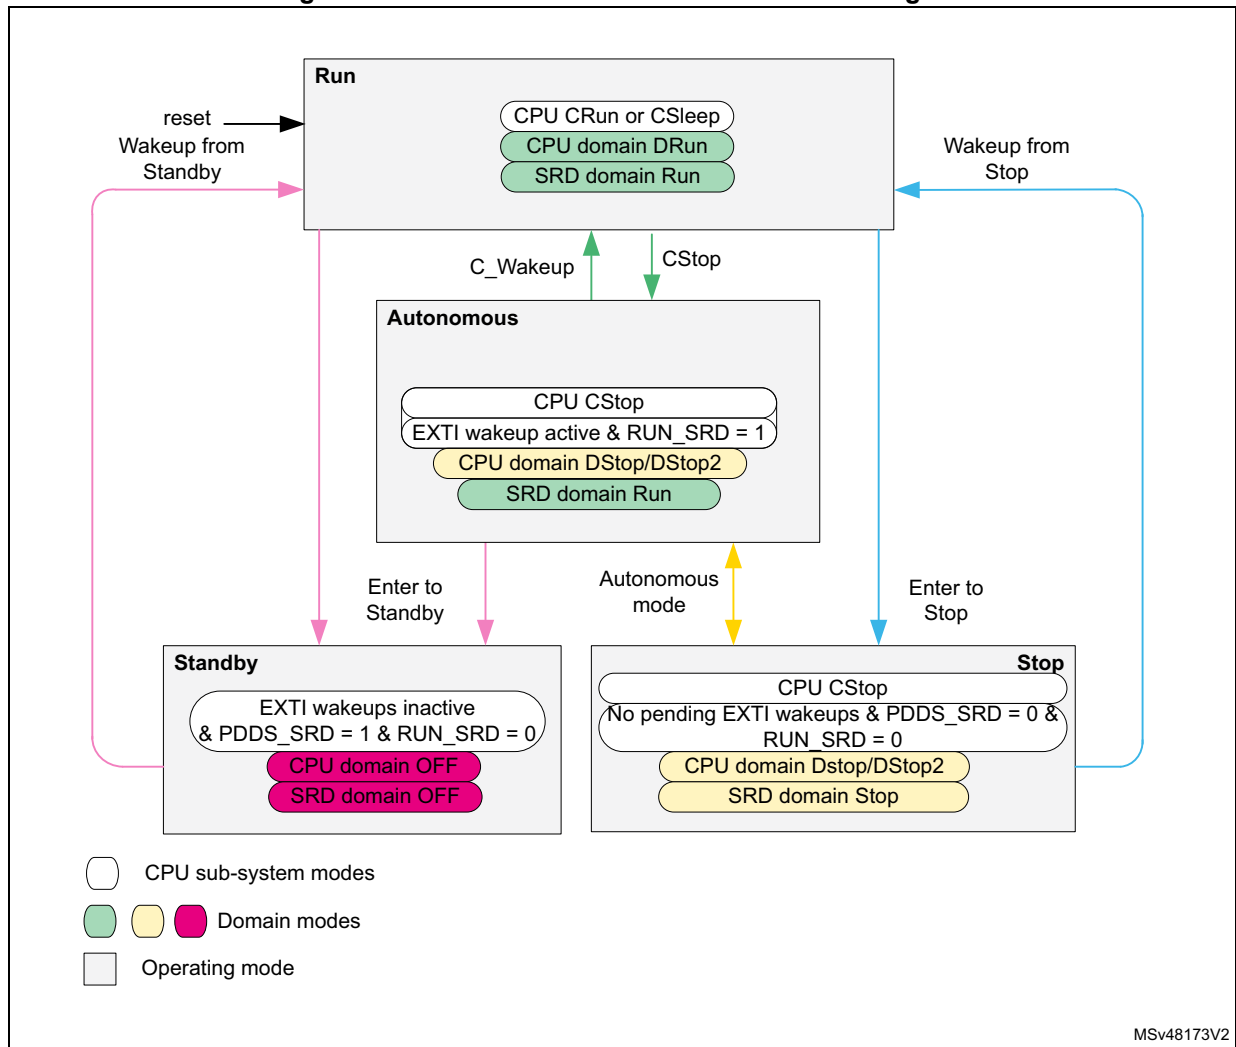 Run
CPU CRun or CSleep
CPU domain DRun
SRD domain Run
reset
Wakeup from
Standby
Wakeup from
Stop
C_Wakeup
CStop
Autonomous
CPU CStop
EXTI wakeup active & RUN_SRD = 1
CPU domain DStop/DStop2
SRD domain Run
Enter to
Standby
Autonomous
mode
Enter to
Stop
Standby
EXTI wakeups inactive
& PDDS_SRD = 1 & RUN_SRD = 0
CPU domain OFF
SRD domain OFF
Stop
CPU CStop
No pending EXTI wakeups & PDDS_SRD = 0 &
RUN_SRD = 0
CPU domain Dstop/DStop2
SRD domain Stop
CPU sub-system modes
Domain modes
Operating mode
MSv48173V2